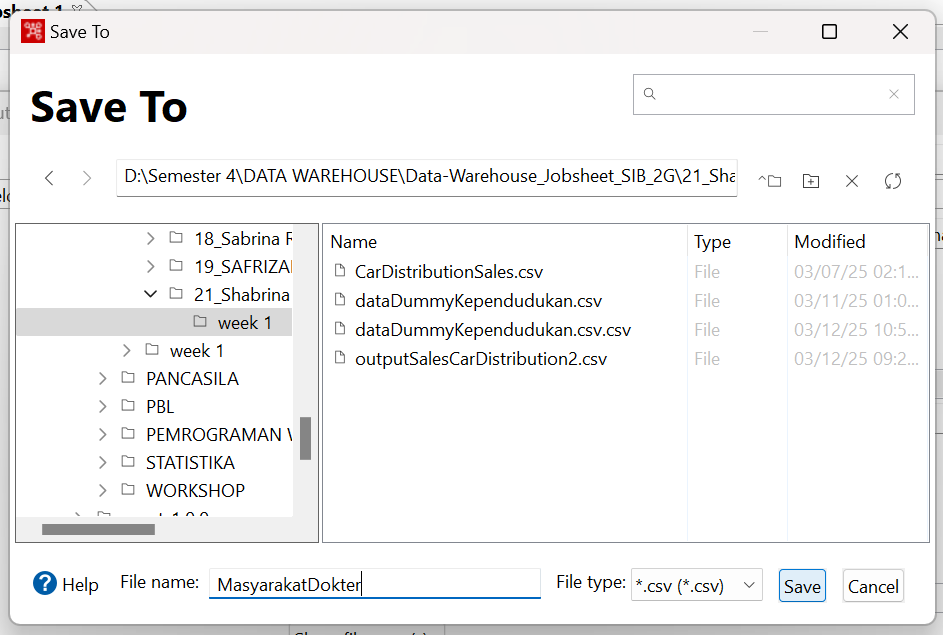 Save To
Save To
D:\Semester 4\DATA WAREHOUSE\Data-Warehouse_Jobsheet_SIB_2G\21_Sha
18_Sabrina R
19_SAFRIZAI
21_Shabrina
week 1
week 1
PANCASILA
PBL
PEMROGRAMAN
STATISTIKA
WORKSHOP
Name Type Modified
CarDistributionSales.csv File 03/07/25 02:1...
dataDummyKependudukan.csv File 03/11/25 01:0...
dataDummyKependudukan.csv.csv File 03/12/25 10:5...
outputSalesCarDistribution2.csv File 03/12/25 09:2...
? Help File name: MasyarakatDokter File type: *.csv (*.csv) Save Cancel